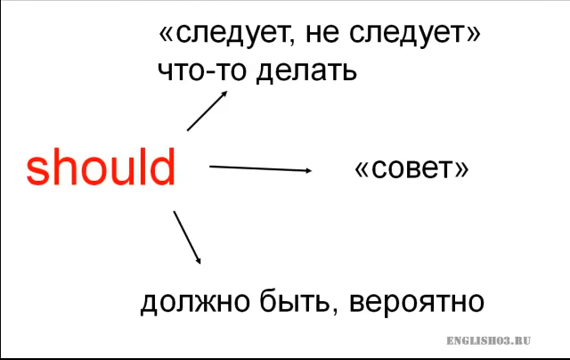 «следует, не следует»
что-то делать
should
«совет»
должно быть, вероятно
ENGLISH03.RU